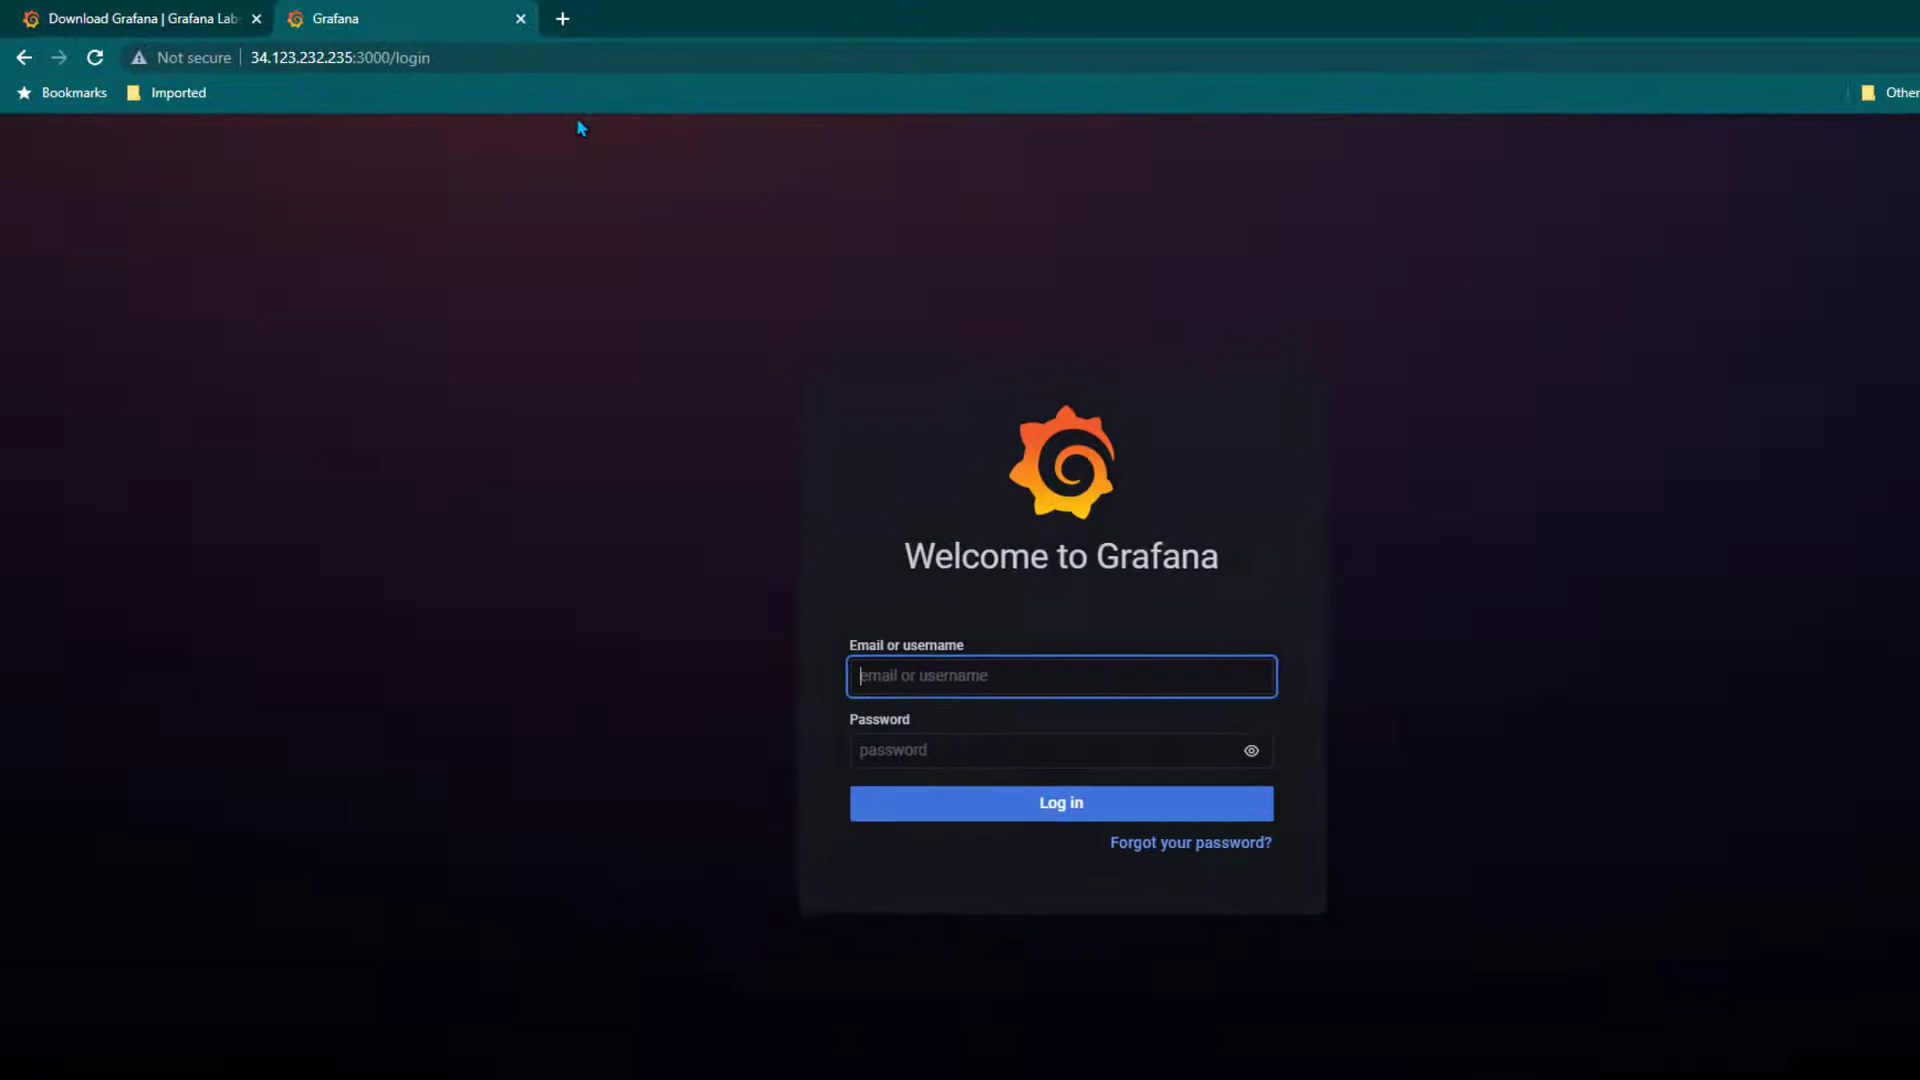 Download Grafana | Grafana Lab
Grafana
Not secure
34.123.232.235:3000/login
Bookmarks
Imported
Other
Welcome to Grafana
Email or username
email or username
Password
password
Log in
Forgot your password?